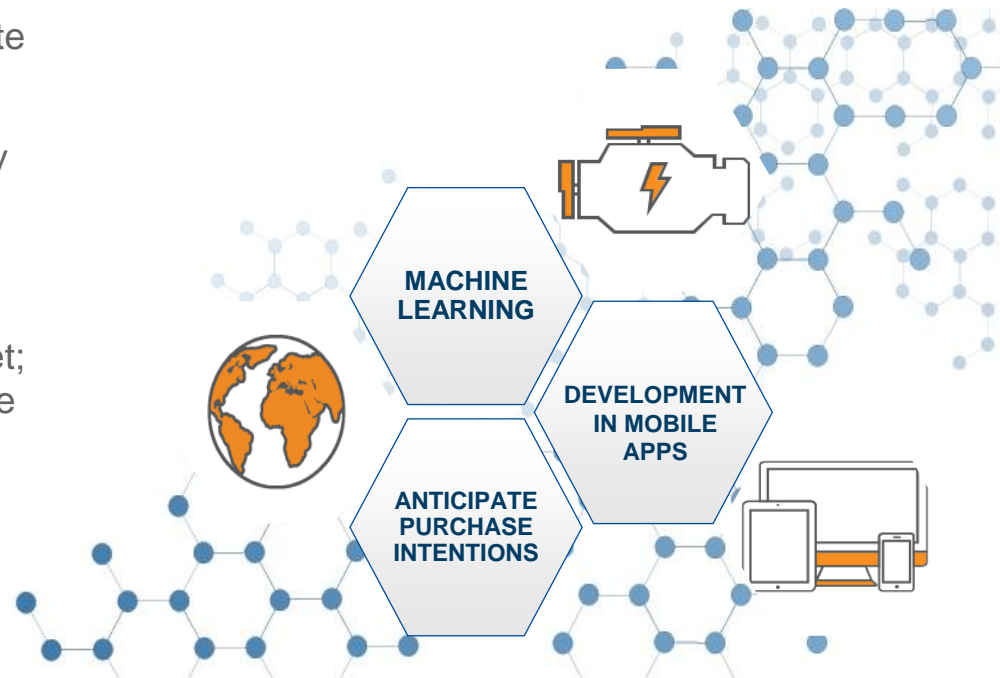 MACHINE
LEARNING
DEVELOPMENT
IN MOBILE
APPS
ANTICIPATE
PURCHASE
INTENTIONS